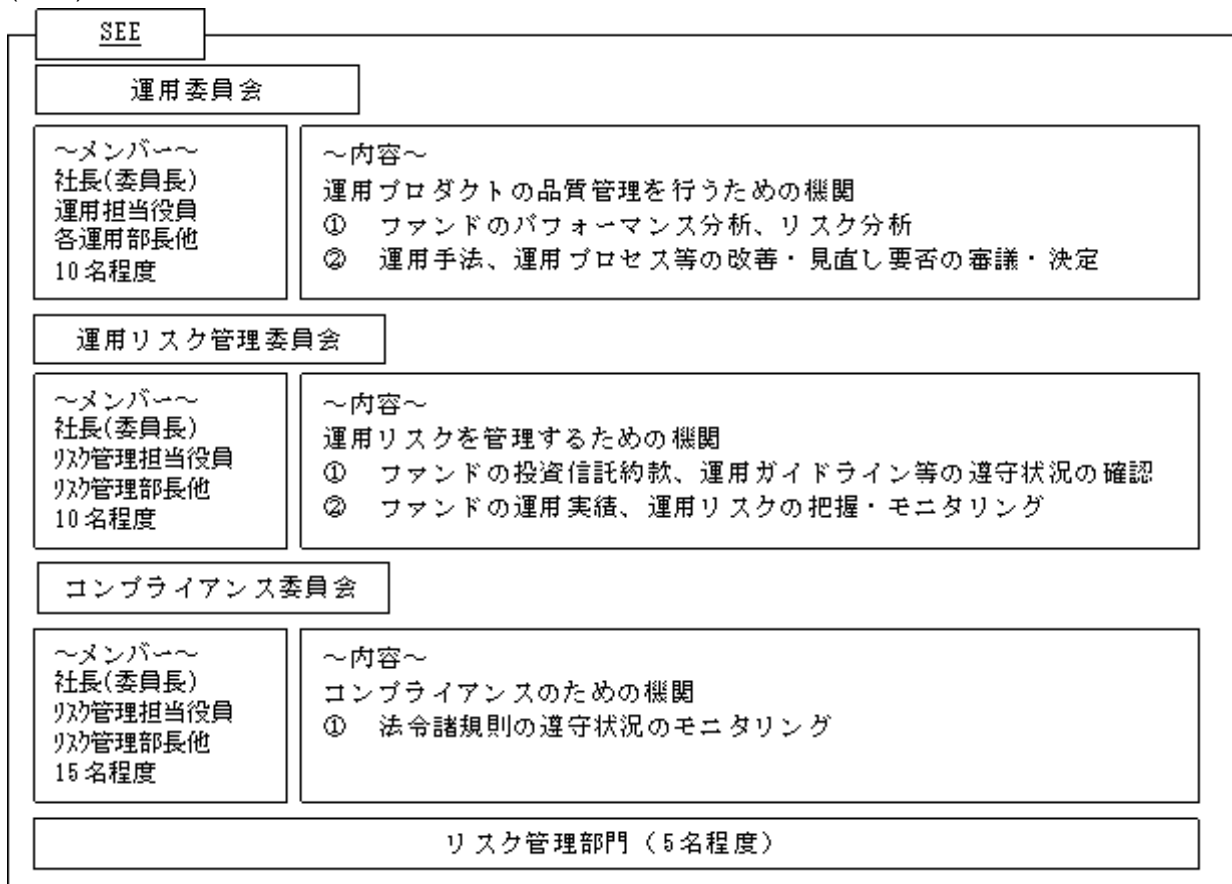 SEE
運用委員会
～メンバー～
社長(委員長)
運用担当役員
各運用部長他
10名程度
～内容～
運用プロダクトの品質管理を行うための機関
① ファンドのパフォーマンス分析、リスク分析
② 運用手法、運用プロセス等の改善・見直し要否の審議・決定
運用リスク管理委員会
～メンバー～
社長(委員長)
ﾘｽｸ管理担当役員
ﾘｽｸ管理部長他
10名程度
～内容～
運用リスクを管理するための機関
① ファンドの投資信託約款、運用ガイドライン等の遵守状況の確認
② ファンドの運用実績、運用リスクの把握・モニタリング
コンプライアンス委員会
～メンバー～
社長(委員長)
ﾘｽｸ管理担当役員
ﾘｽｸ管理部長他
15名程度
～内容～
コンプライアンスのための機関
① 法令諸規則の遵守状況のモニタリング
リスク管理部門（5名程度）